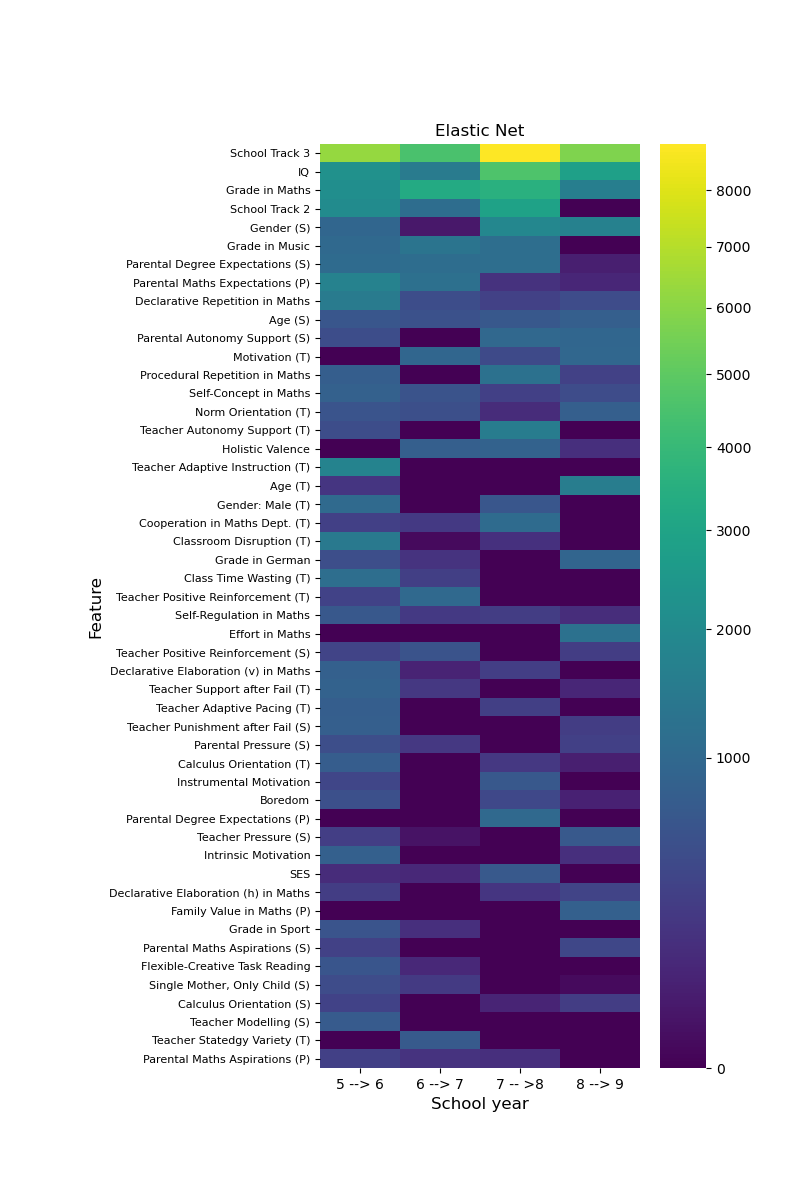 Elastic Net
School Track 3
IQ
Grade in Maths
School Track 2
Gender (S)
Grade in Music
Parental Degree Expectations (S)
Parental Maths Expectations (P)
Declarative Repetition in Maths
Age (S)
Parental Autonomy Support (S)
Motivation (T)
Procedural Repetition in Maths
Self-Concept in Maths
Norm Orientation (T)
Teacher Autonomy Support (T)
Holistic Valence
Teacher Adaptive Instruction (T)
Age (T)
Gender: Male (T)
Cooperation in Maths Dept. (T)
Classroom Disruption (T)
Grade in German
Class Time Wasting (T)
Teacher Positive Reinforcement (T)
Self-Regulation in Maths
Effort in Maths
Teacher Positive Reinforcement (S)
Declarative Elaboration (v) in Maths
Teacher Support after Fail (T)
Teacher Adaptive Pacing (T)
Teacher Punishment after Fail (S)
Parental Pressure (S)
Calculus Orientation (T)
Instrumental Motivation
Boredom
Parental Degree Expectations (P)
Teacher Pressure (S)
Intrinsic Motivation
SES
Declarative Elaboration (h) in Maths
Family Value in Maths (P)
Grade in Sport
Parental Maths Aspirations (S)
Flexible-Creative Task Reading
Single Mother, Only Child (S)
Calculus Orientation (S)
Teacher Modelling (S)
Teacher Statedgy Variety (T)
Parental Maths Aspirations (P)
Feature
5 --> 6
6 --> 7
7 -- >8
8 --> 9
School year
8000
7000
6000
5000
4000
3000
2000
1000
0